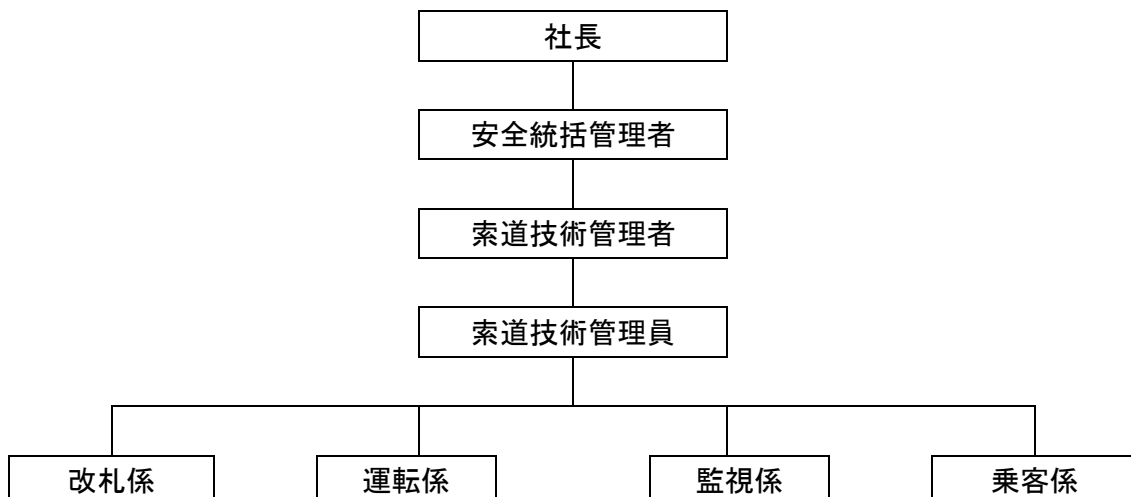 社長
安全統括管理者
索道技術管理者
索道技術管理員
改札係
運転係
監視係
乗客係